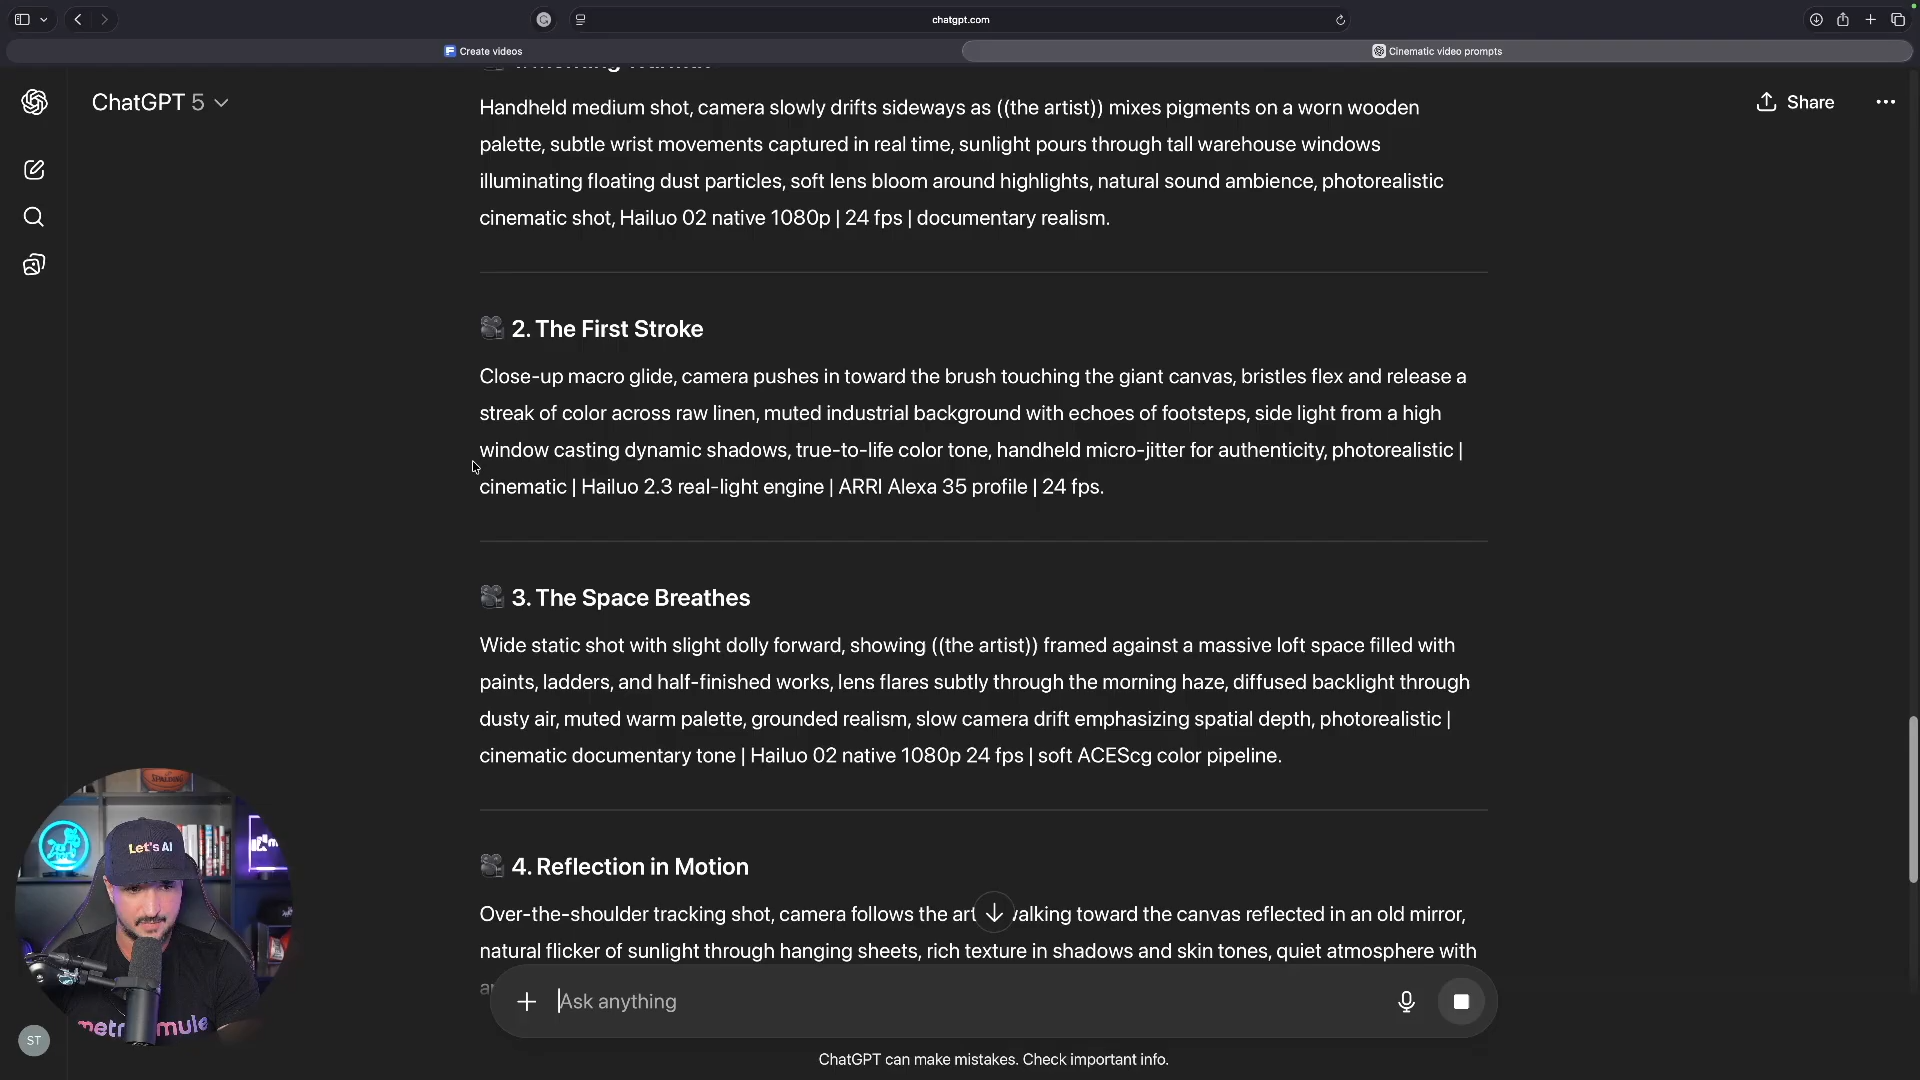 chatgpt.com
Create videos
Cinematic video prompts
ChatGPT 5
Share
Handheld medium shot, camera slowly drifts sideways as ((the artist)) mixes pigments on a worn wooden
palette, subtle wrist movements captured in real time, sunlight pours through tall warehouse windows
illuminating floating dust particles, soft lens bloom around highlights, natural sound ambience, photorealistic
cinematic shot, Hailuo 02 native 1080p | 24 fps | documentary realism.
2. The First Stroke
Close-up macro glide, camera pushes in toward the brush touching the giant canvas, bristles flex and release a
streak of color across raw linen, muted industrial background with echoes of footsteps, side light from a high
window casting dynamic shadows, true-to-life color tone, handheld micro-jitter for authenticity, photorealistic |
cinematic | Hailuo 2.3 real-light engine | ARRI Alexa 35 profile | 24 fps.
3. The Space Breathes
Wide static shot with slight dolly forward, showing ((the artist)) framed against a massive loft space filled with
paints, ladders, and half-finished works, lens flares subtly through the morning haze, diffused backlight through
dusty air, muted warm palette, grounded realism, slow camera drift emphasizing spatial depth, photorealistic |
cinematic documentary tone | Hailuo 02 native 1080p 24 fps | soft ACEScg color pipeline.
4. Reflection in Motion
Over-the-shoulder tracking shot, camera follows the walking toward the canvas reflected in an old mirror,
natural flicker of sunlight through hanging sheets, rich texture in shadows and skin tones, quiet atmosphere with
Ask anything
ChatGPT can make mistakes. Check important info.
SPALDING
Let's AI
ST